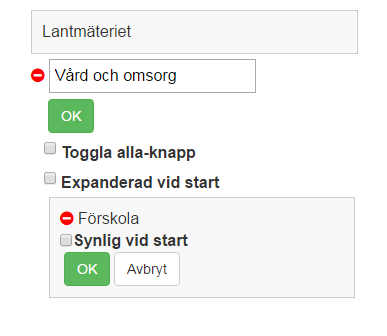 Lantmäteriet
Vård och omsorg
OK
Toggla alla-knapp
Expanderad vid start
Förskola
Synlig vid start
OK Avbryt